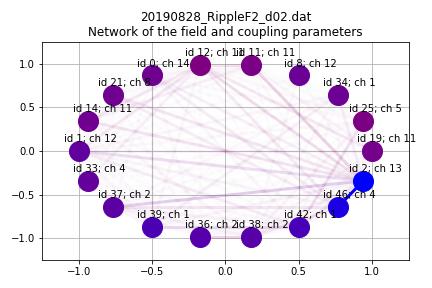 20190828_RippleF2_d02.dat
Network of the field and coupling parameters
id 12; ch 11
id 11; ch 11
id 0; ch 14
id 8; ch 12
id 21; ch 8
id 34; ch 1
id 14; ch 11
id 25; ch 5
id 1; ch 12
id 19; ch 11
id 33; ch 4
id 2; ch 13
id 37; ch 2
id 46; ch 4
id 39; ch 1
id 36; ch 2
id 38; ch 2
id 42; ch
1.0
0.5
0.0
−0.5
−1.0
−1.0
−0.5
0.0
0.5
1.0